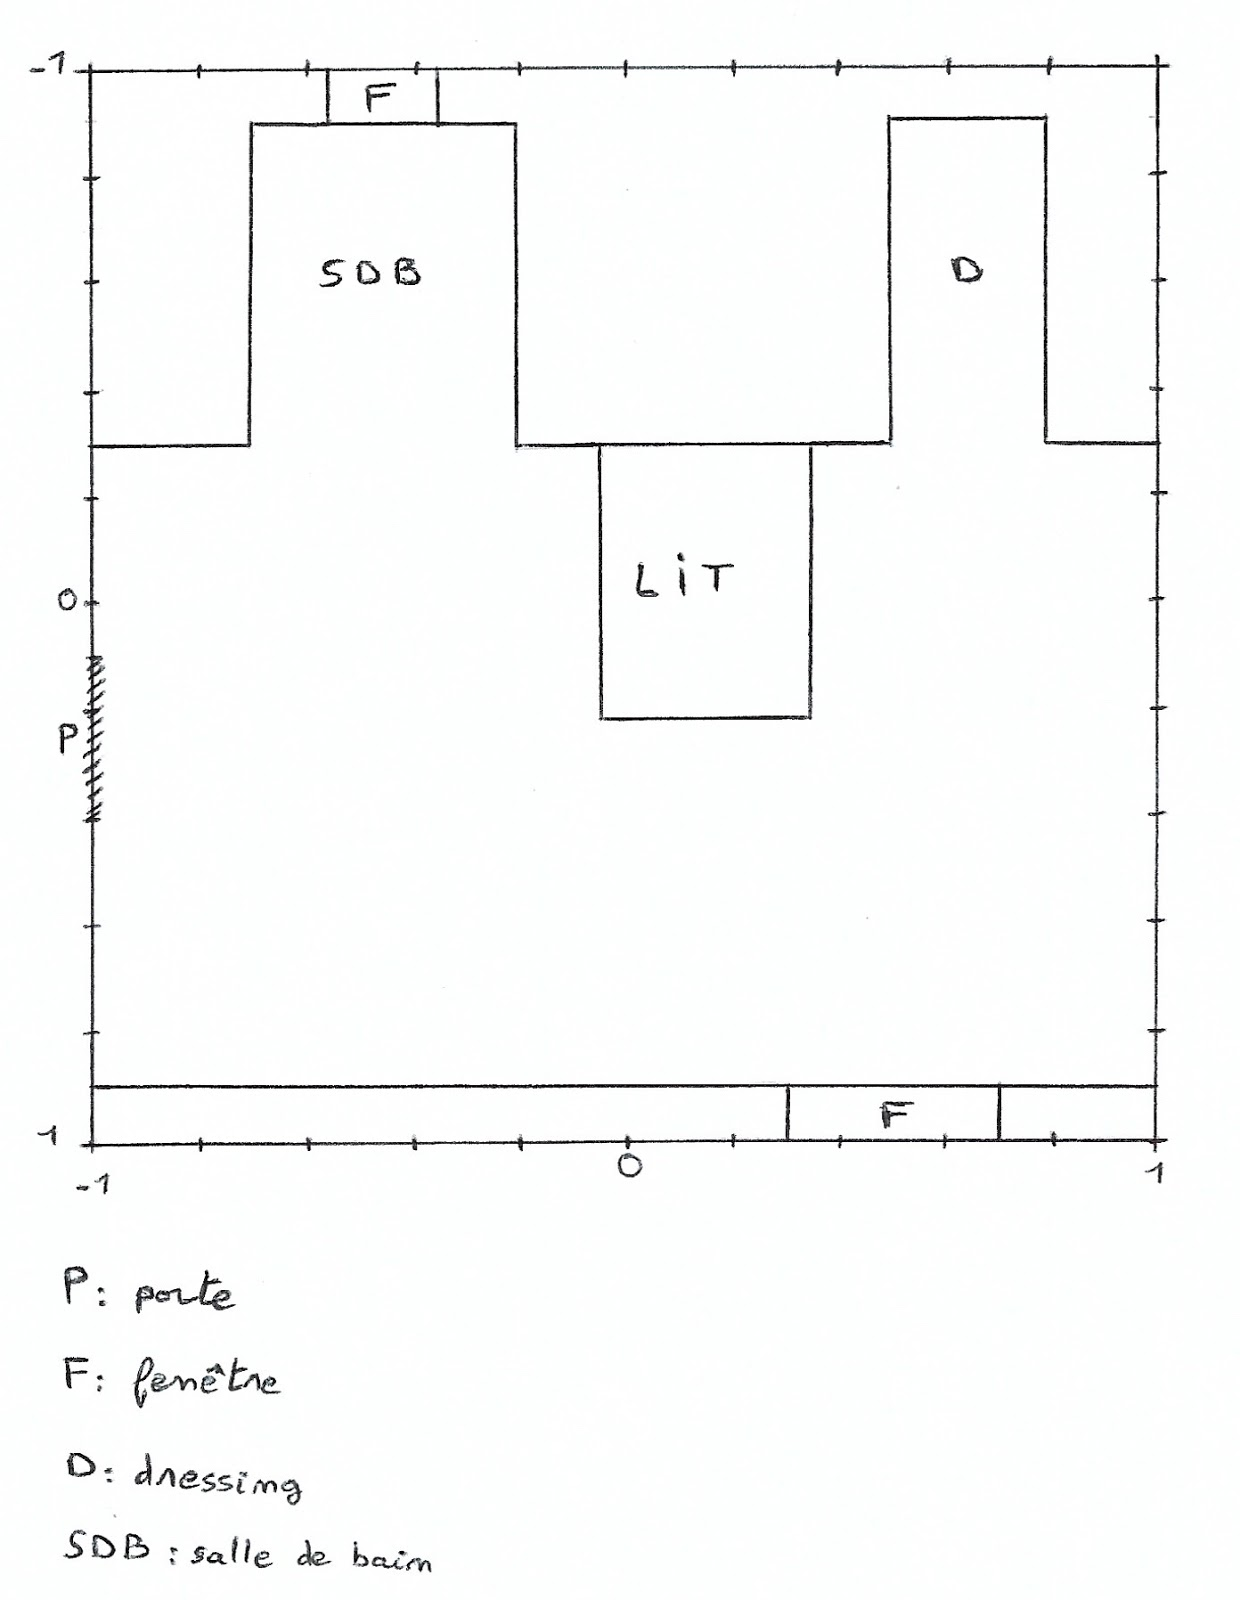 -1
F
SDB
D
LiT
0
P
F
1
-1
0
1
P: porte
F: fenêtre
D: dressing
SDB : salle de bain